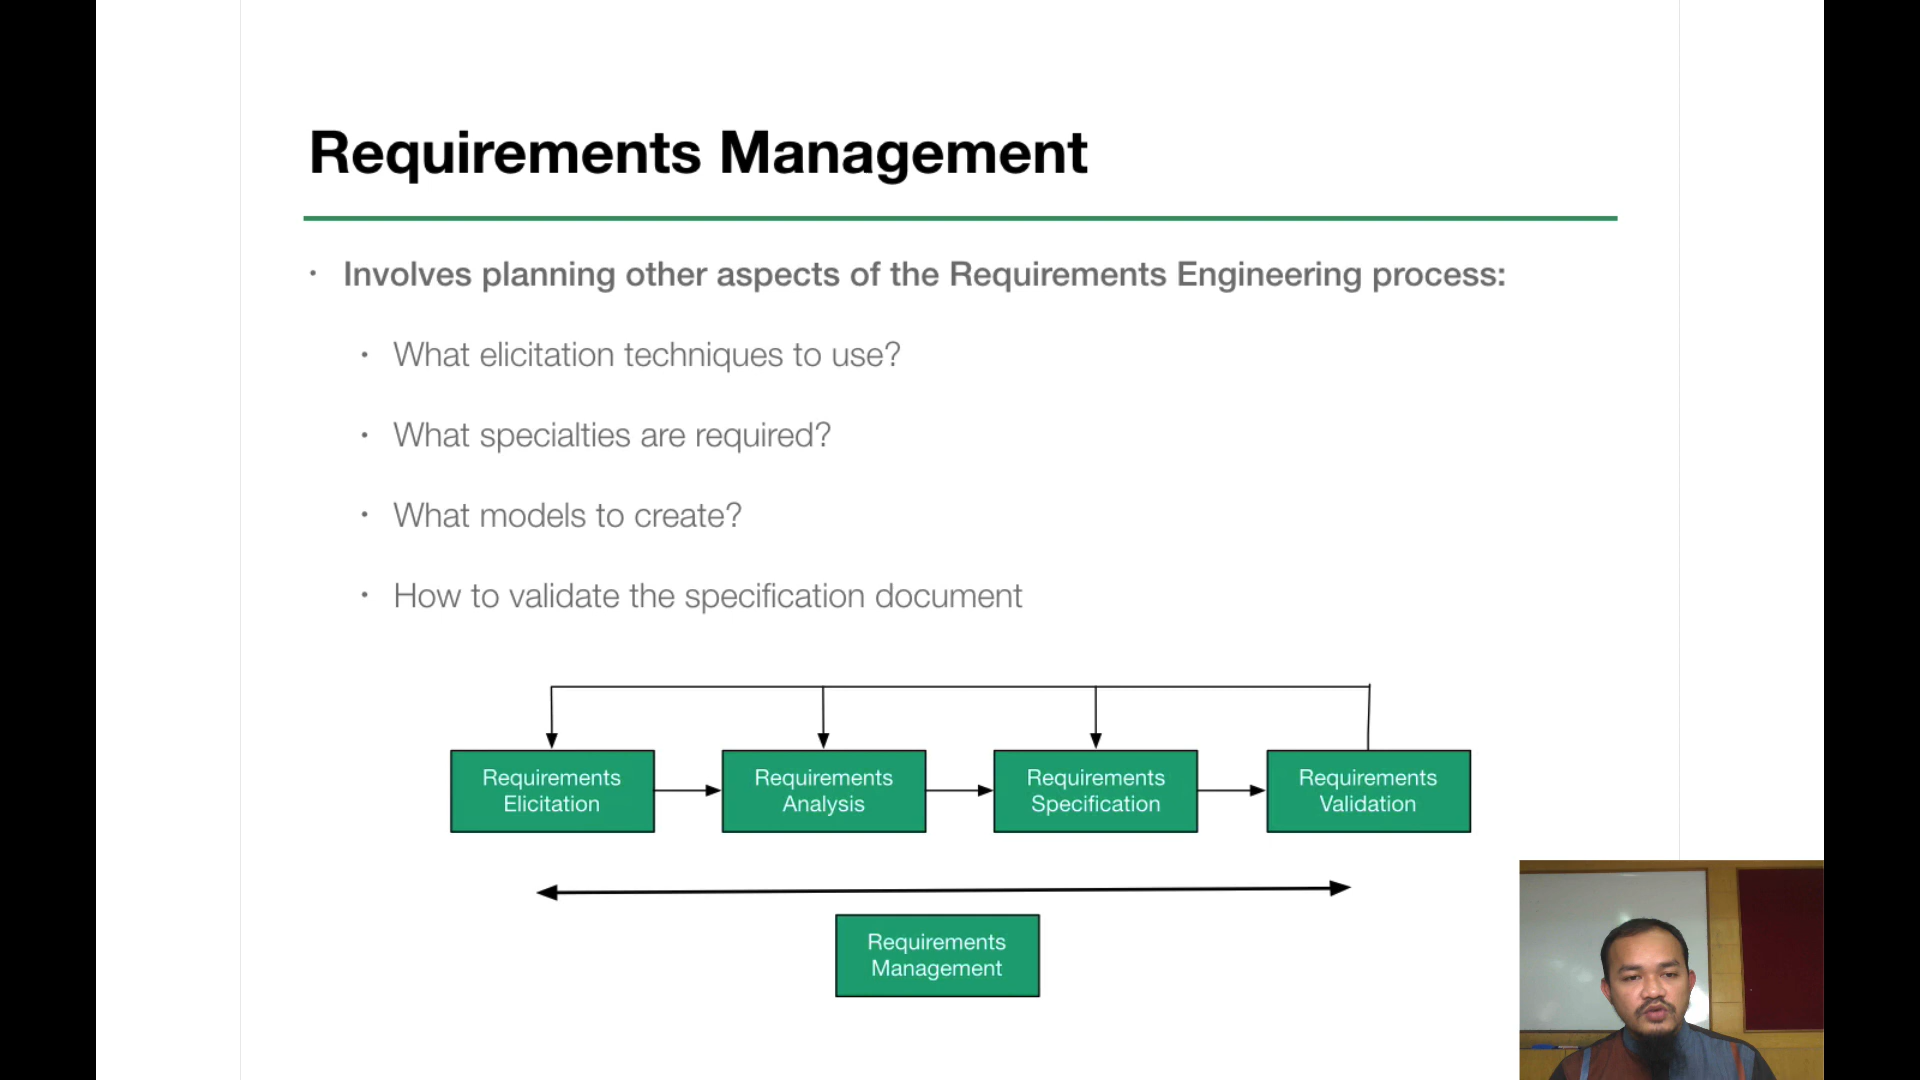 Requirements Management
• Involves planning other aspects of the Requirements Engineering process:
• What elicitation techniques to use?
• What specialties are required?
• What models to create?
• How to validate the specification document
Requirements
Elicitation
Requirements
Analysis
Requirements
Specification
Requirements
Validation
Requirements
Management